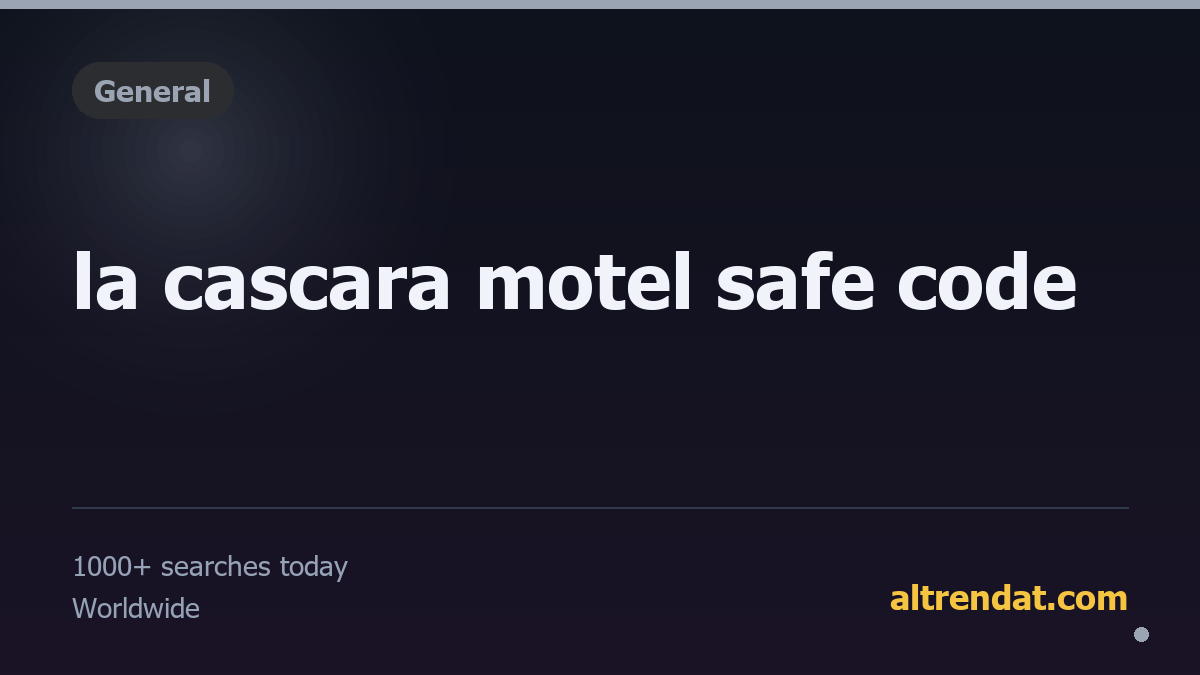 General
la cascara motel safe code
1000+ searches today
Worldwide
altrendat.com